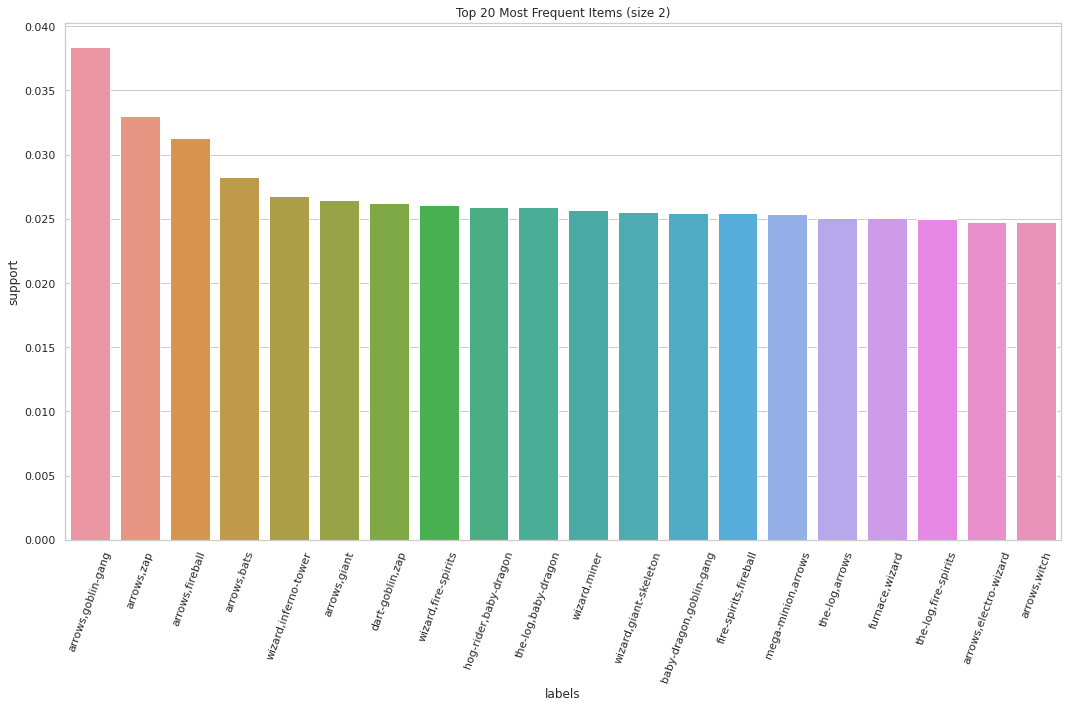 Top 20 Most Frequent Items (size 2)
0.040
0.035
0.030
0.025
0.020
0.015
0.010
0.005
0.000
support
arrows,goblin-gang
arrows,zap
arrows,fireball
arrows,bats
wizard,inferno-tower
arrows,giant
dart-goblin,zap
wizard,fire-spirits
hog-rider,baby-dragon
the-log,baby-dragon
wizard,miner
wizard,giant-skeleton
baby-dragon,goblin-gang
fire-spirits,fireball
mega-minion,arrows
the-log,arrows
furnace,wizard
the-log,fire-spirits
arrows,electro-wizard
arrows,witch
labels